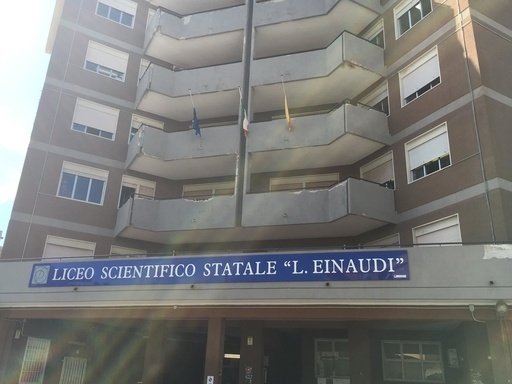 LICEO SCIENTIFICO STATALE “L. EINAUDI”